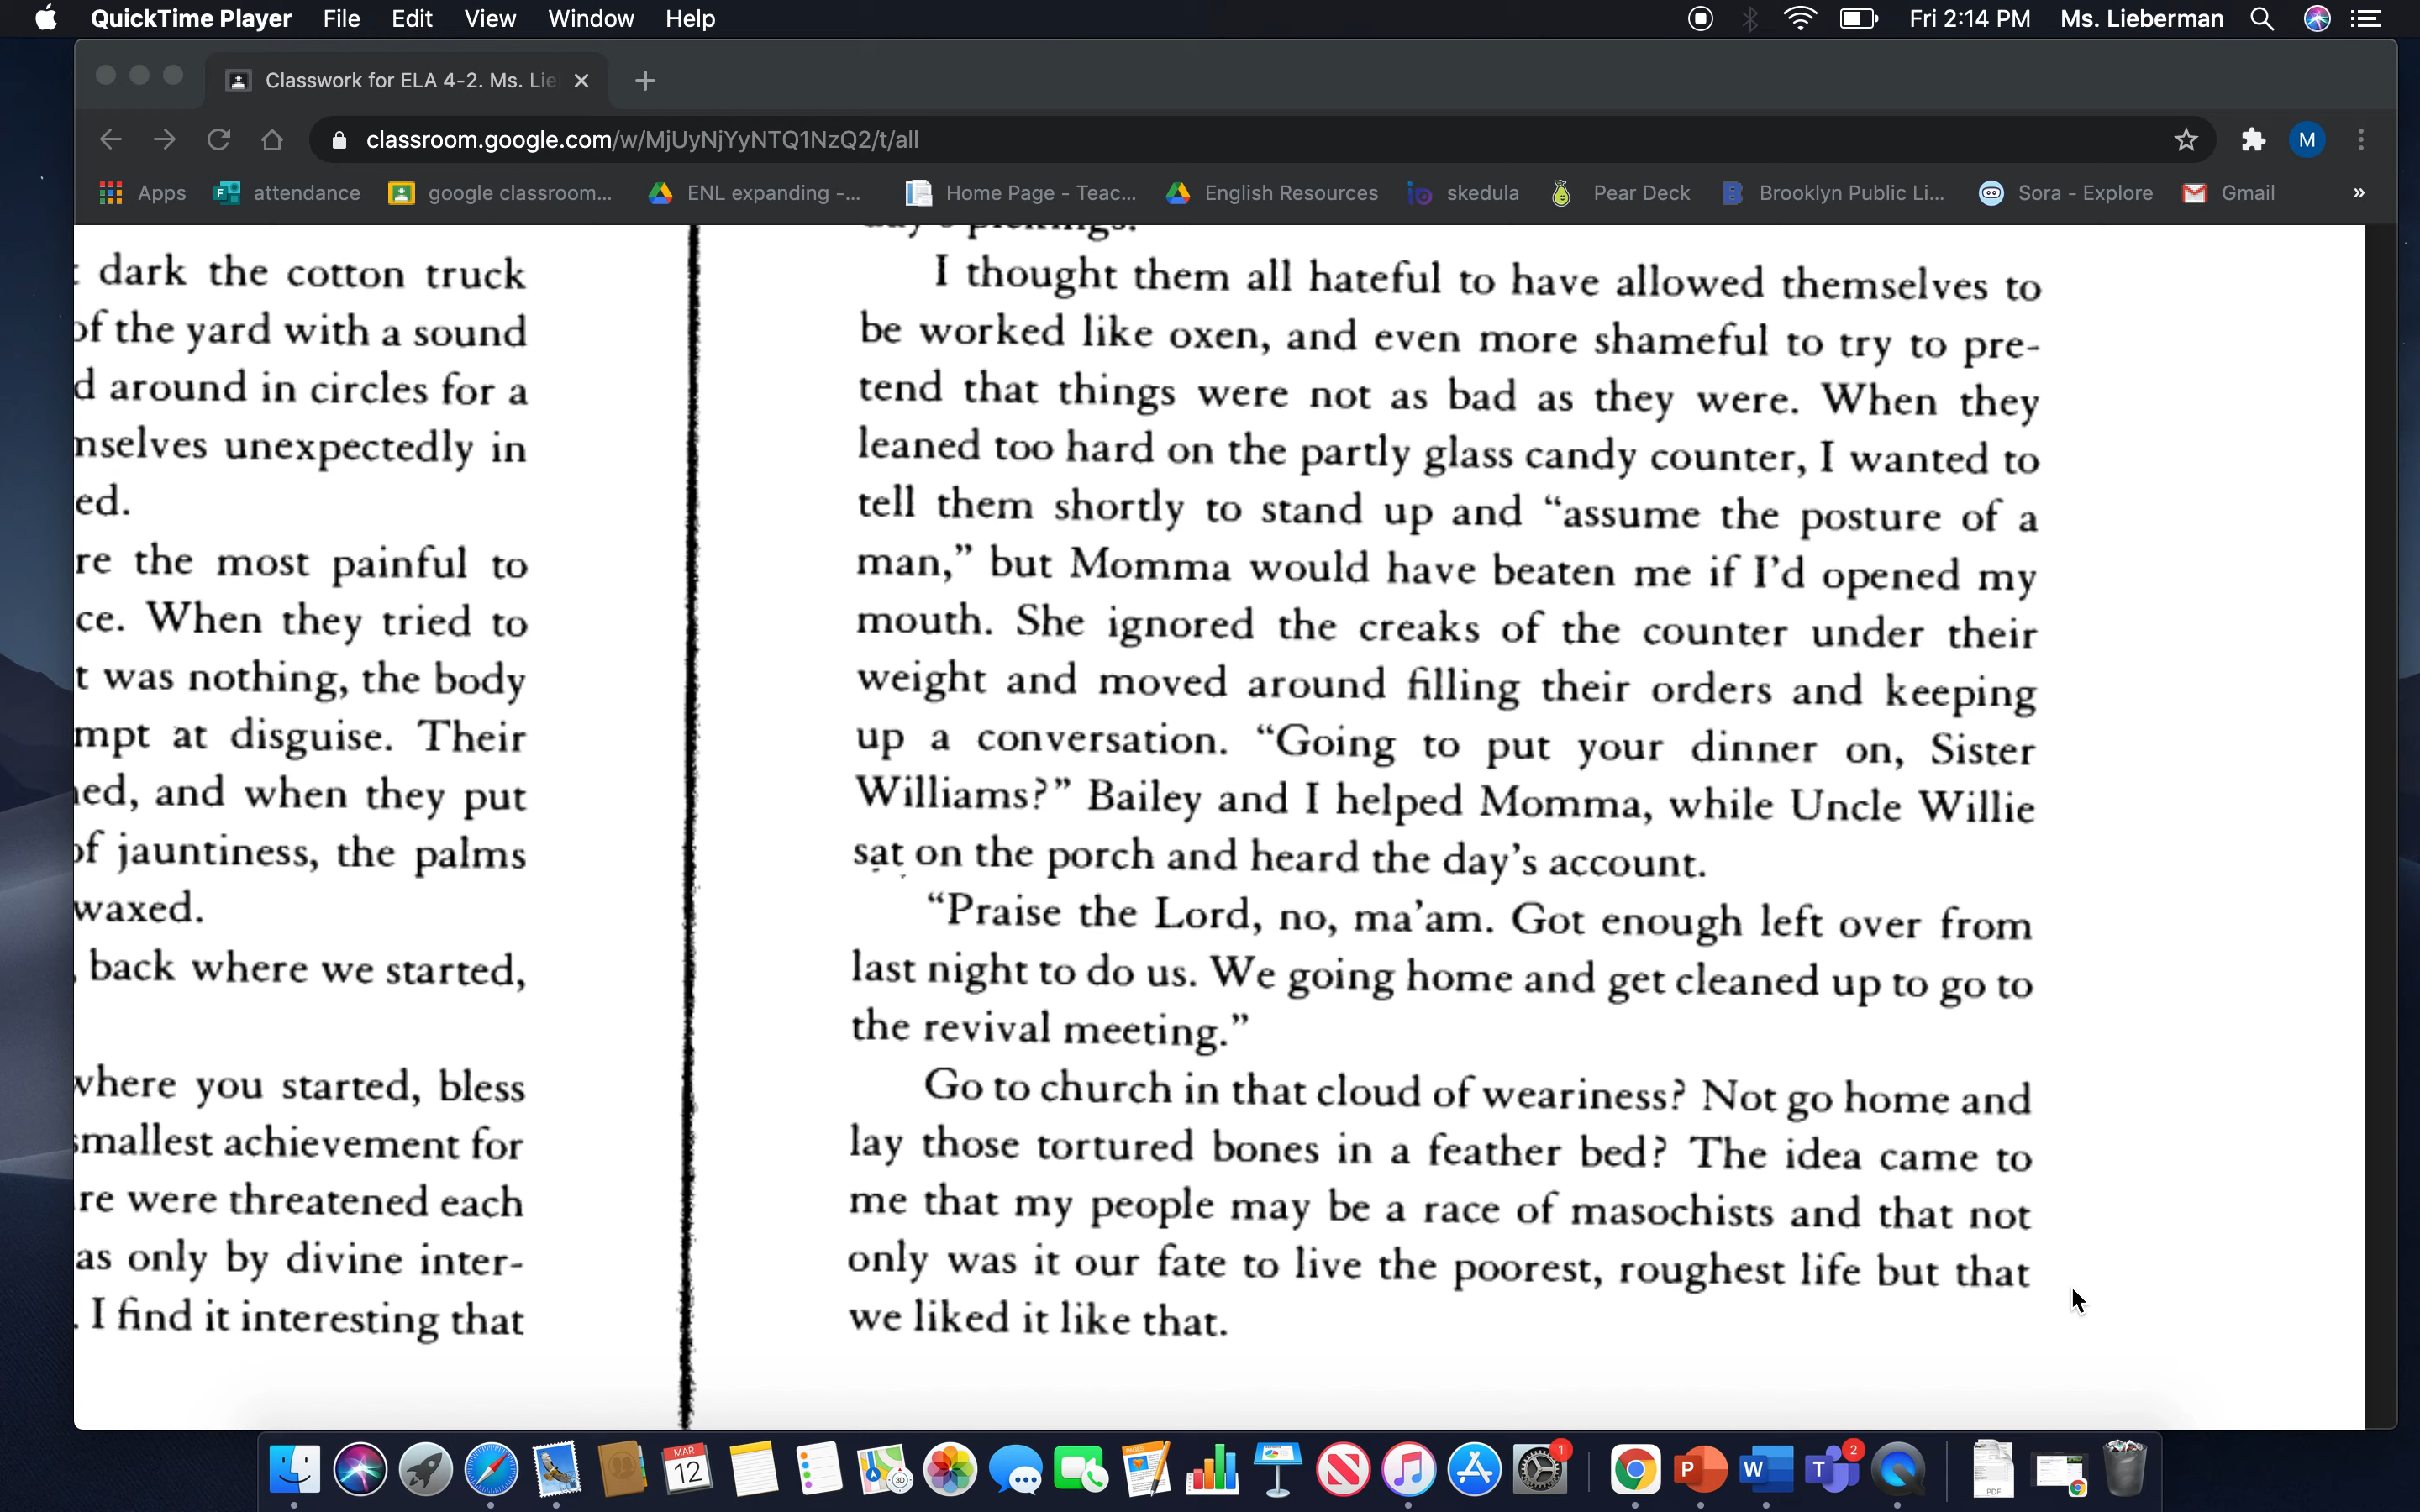 QuickTime Player File Edit View Window Help Fri 2:14 PM Ms. Lieberman
Classwork for ELA 4-2. Ms. Lie
classroom.google.com/w/MjUyNjYyNTQ1NzQ2/t/all M
Apps attendance google classroom... ENL expanding -... Home Page - Teac... English Resources skedula Pear Deck Brooklyn Public Li... Sora - Explore Gmail »
dark the cotton truck
of the yard with a sound
d around in circles for a
mselves unexpectedly in
ed.
re the most painful to
ce. When they tried to
t was nothing, the body
mpt at disguise. Their
ned, and when they put
of jauntiness, the palms
waxed.
, back where we started,
where you started, bless
smallest achievement for
re were threatened each
as only by divine inter-
. I find it interesting that
day's pickings.
I thought them all hateful to have allowed themselves to
be worked like oxen, and even more shameful to try to pre-
tend that things were not as bad as they were. When they
leaned too hard on the partly glass candy counter, I wanted to
tell them shortly to stand up and “assume the posture of a
man,” but Momma would have beaten me if I’d opened my
mouth. She ignored the creaks of the counter under their
weight and moved around filling their orders and keeping
up a conversation. “Going to put your dinner on, Sister
Williams?” Bailey and I helped Momma, while Uncle Willie
sat on the porch and heard the day’s account.
“Praise the Lord, no, ma’am. Got enough left over from
last night to do us. We going home and get cleaned up to go to
the revival meeting.”
Go to church in that cloud of weariness? Not go home and
lay those tortured bones in a feather bed? The idea came to
me that my people may be a race of masochists and that not
only was it our fate to live the poorest, roughest life but that
we liked it like that.
MAR
12
3D
PAGES
1
P
W
T
2
PDF